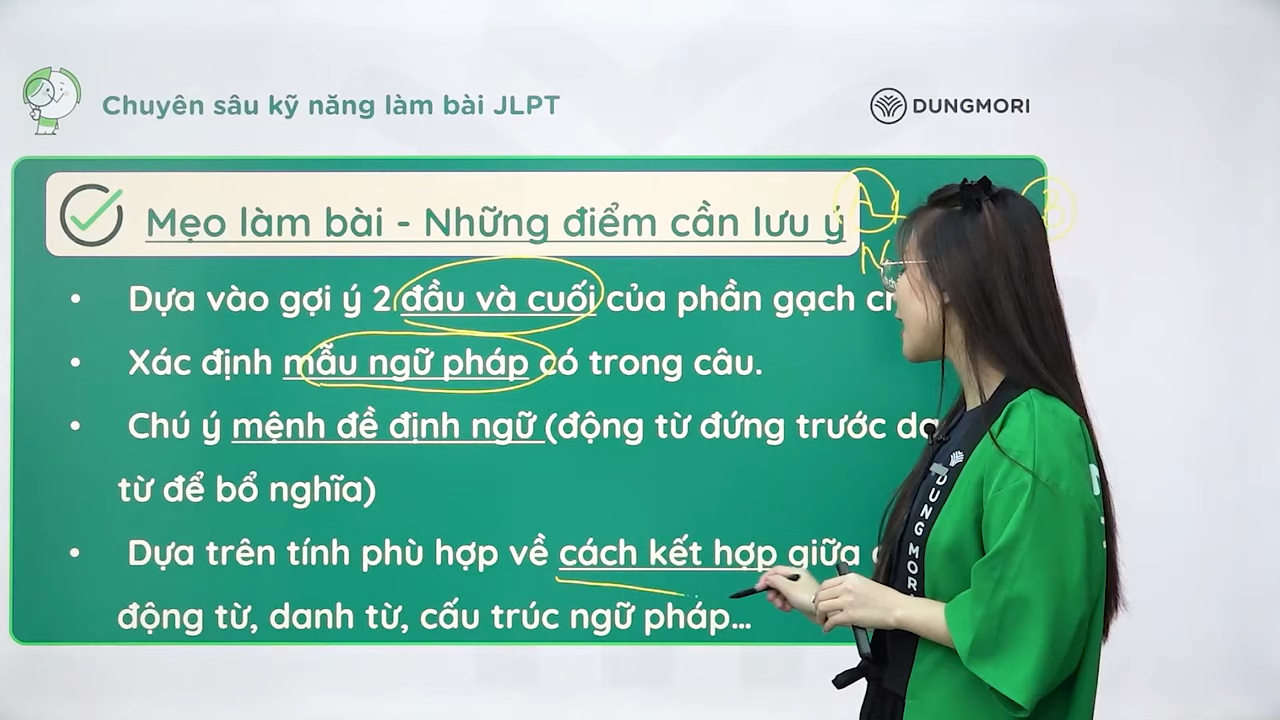 Chuyên sâu kỹ năng làm bài JLPT
DUNGMORI
Mẹo làm bài - Những điểm cần lưu ý
A
B
N
• Dựa vào gợi ý 2 đầu và cuối của phần gạch
• Xác định mẫu ngữ pháp có trong câu.
• Chú ý mệnh đề định ngữ (động từ đứng trước
từ để bổ nghĩa)
• Dựa trên tính phù hợp về cách kết hợp giữa
động từ, danh từ, cấu trúc ngữ pháp...
DUNG MOR